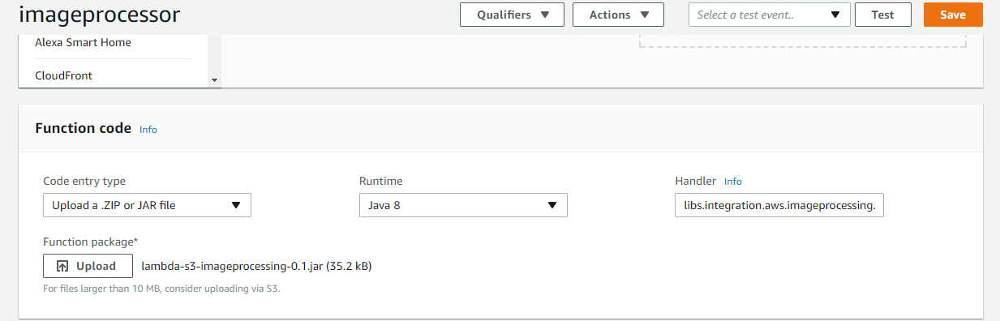 imageprocessor
Qualifiers
Actions
Select a test event..
Test
Save
Alexa Smart Home
CloudFront
Function code Info
Code entry type
Runtime
Handler Info
Upload a .ZIP or JAR file
Java 8
libs.integration.aws.imageprocessing.
Function package*
Upload
lambda-s3-imageprocessing-0.1.jar (35.2 kB)
For files larger than 10 MB, consider uploading via S3.